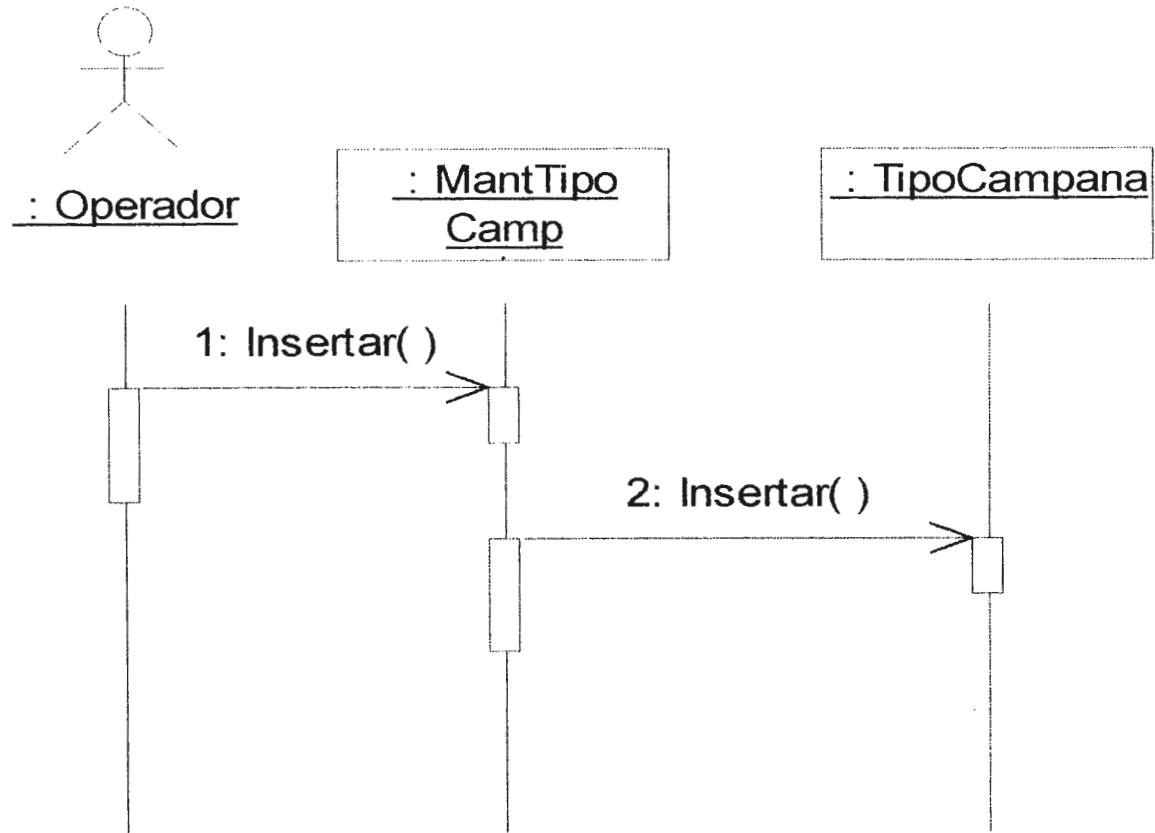 : Operador
: MantTipo
Camp
: TipoCampana
1: Insertar( )
2: Insertar( )